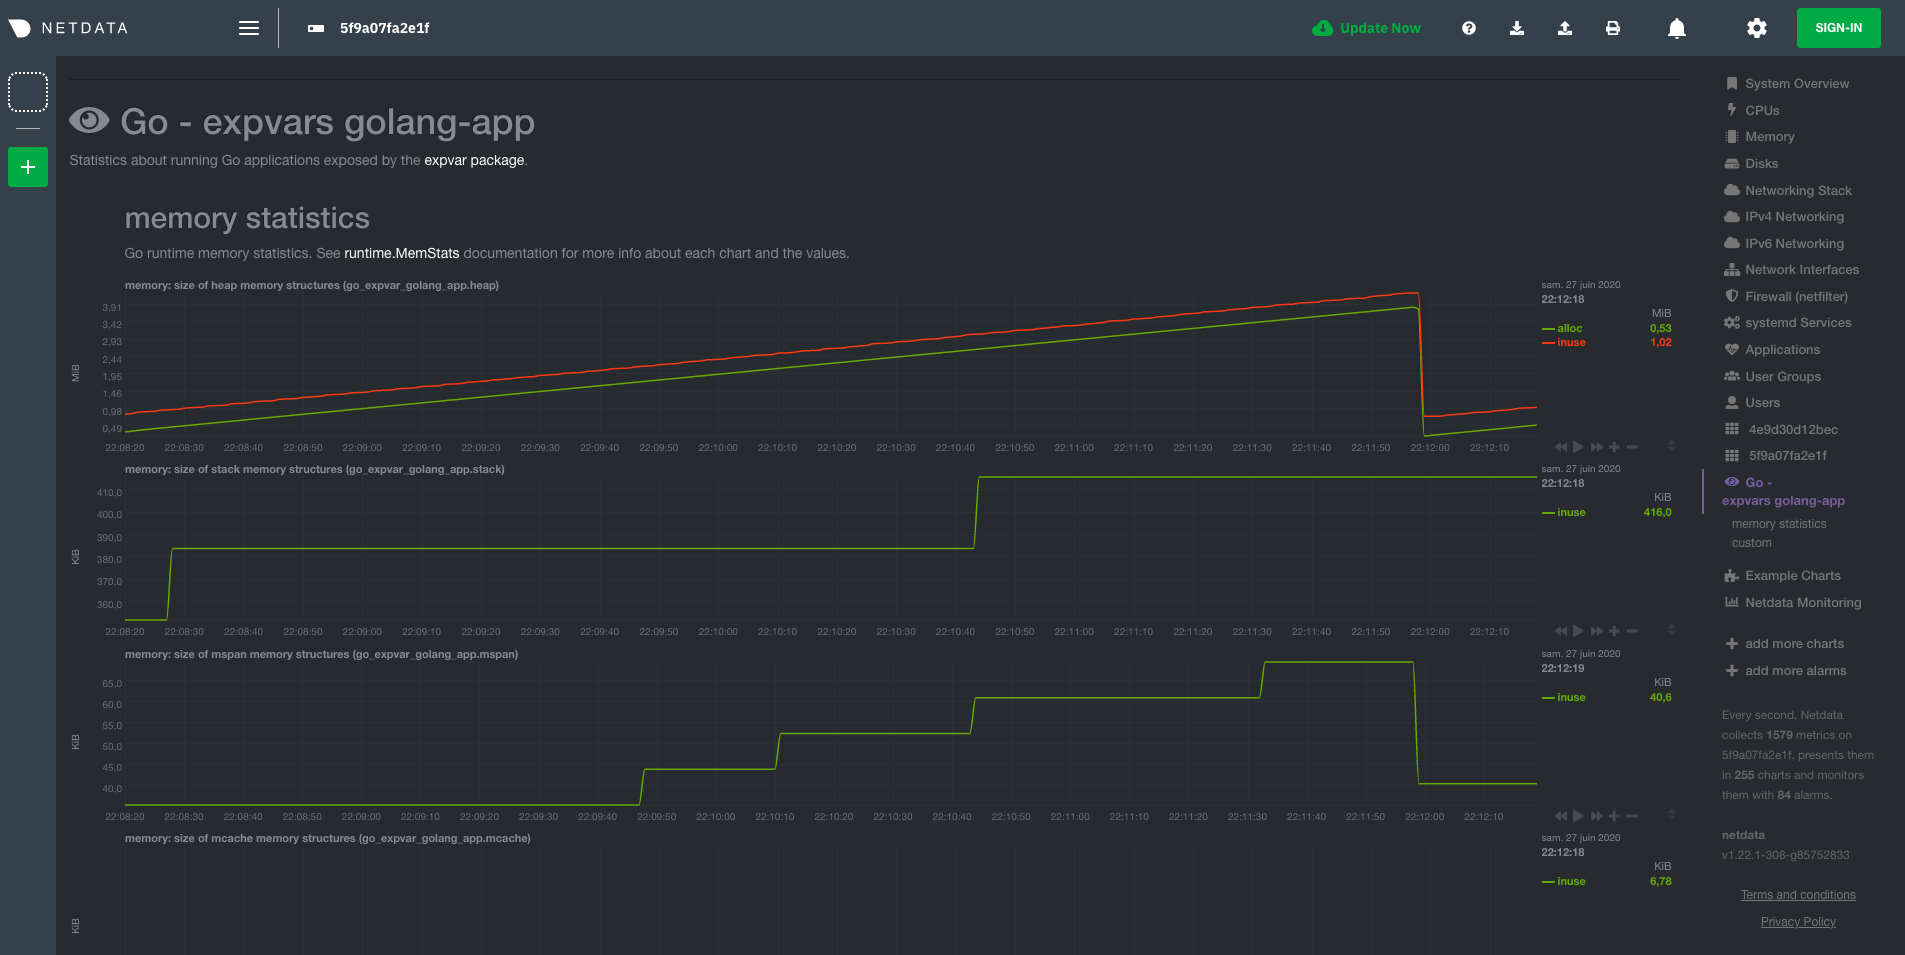 NETDATA
5f9a07fa2e1f
Update Now
SIGN-IN
Go - expvars golang-app
Statistics about running Go applications exposed by the expvar package.
memory statistics
Go runtime memory statistics. See runtime.MemStats documentation for more info about each chart and the values.
memory: size of heap memory structures (go_expvar_golang_app.heap)
sam. 27 juin 2020
22:12:18
MiB
alloc 0,53
inuse 1,02
MiB
3,91
3,42
2,93
2,44
1,95
1,46
0,98
0,49
22:08:20 22:08:30 22:08:40 22:08:50 22:09:00 22:09:10 22:09:20 22:09:30 22:09:40 22:09:50 22:10:00 22:10:10 22:10:20 22:10:30 22:10:40 22:10:50 22:11:00 22:11:10 22:11:20 22:11:30 22:11:40 22:11:50 22:12:00 22:12:10
memory: size of stack memory structures (go_expvar_golang_app.stack)
sam. 27 juin 2020
22:12:18
KiB
inuse 416,0
KiB
410,0
400,0
390,0
380,0
370,0
360,0
22:08:20 22:08:30 22:08:40 22:08:50 22:09:00 22:09:10 22:09:20 22:09:30 22:09:40 22:09:50 22:10:00 22:10:10 22:10:20 22:10:30 22:10:40 22:10:50 22:11:00 22:11:10 22:11:20 22:11:30 22:11:40 22:11:50 22:12:00 22:12:10
memory: size of mspan memory structures (go_expvar_golang_app.mspan)
sam. 27 juin 2020
22:12:19
KiB
inuse 40,6
KiB
65,0
60,0
55,0
50,0
45,0
40,0
22:08:20 22:08:30 22:08:40 22:08:50 22:09:00 22:09:10 22:09:20 22:09:30 22:09:40 22:09:50 22:10:00 22:10:10 22:10:20 22:10:30 22:10:40 22:10:50 22:11:00 22:11:10 22:11:20 22:11:30 22:11:40 22:11:50 22:12:00 22:12:10
memory: size of mcache memory structures (go_expvar_golang_app.mcache)
sam. 27 juin 2020
22:12:18
KiB
inuse 6,78
KiB
System Overview
CPUs
Memory
Disks
Networking Stack
IPv4 Networking
IPv6 Networking
Network Interfaces
Firewall (netfilter)
systemd Services
Applications
User Groups
Users
4e9d30d12bec
5f9a07fa2e1f
Go -
expvars golang-app
memory statistics
custom
Example Charts
Netdata Monitoring
add more charts
add more alarms
Every second, Netdata
collects 1579 metrics on
5f9a07fa2e1f, presents them
in 255 charts and monitors
them with 84 alarms.
netdata
v1.22.1-308-g85752833
Terms and conditions
Privacy Policy